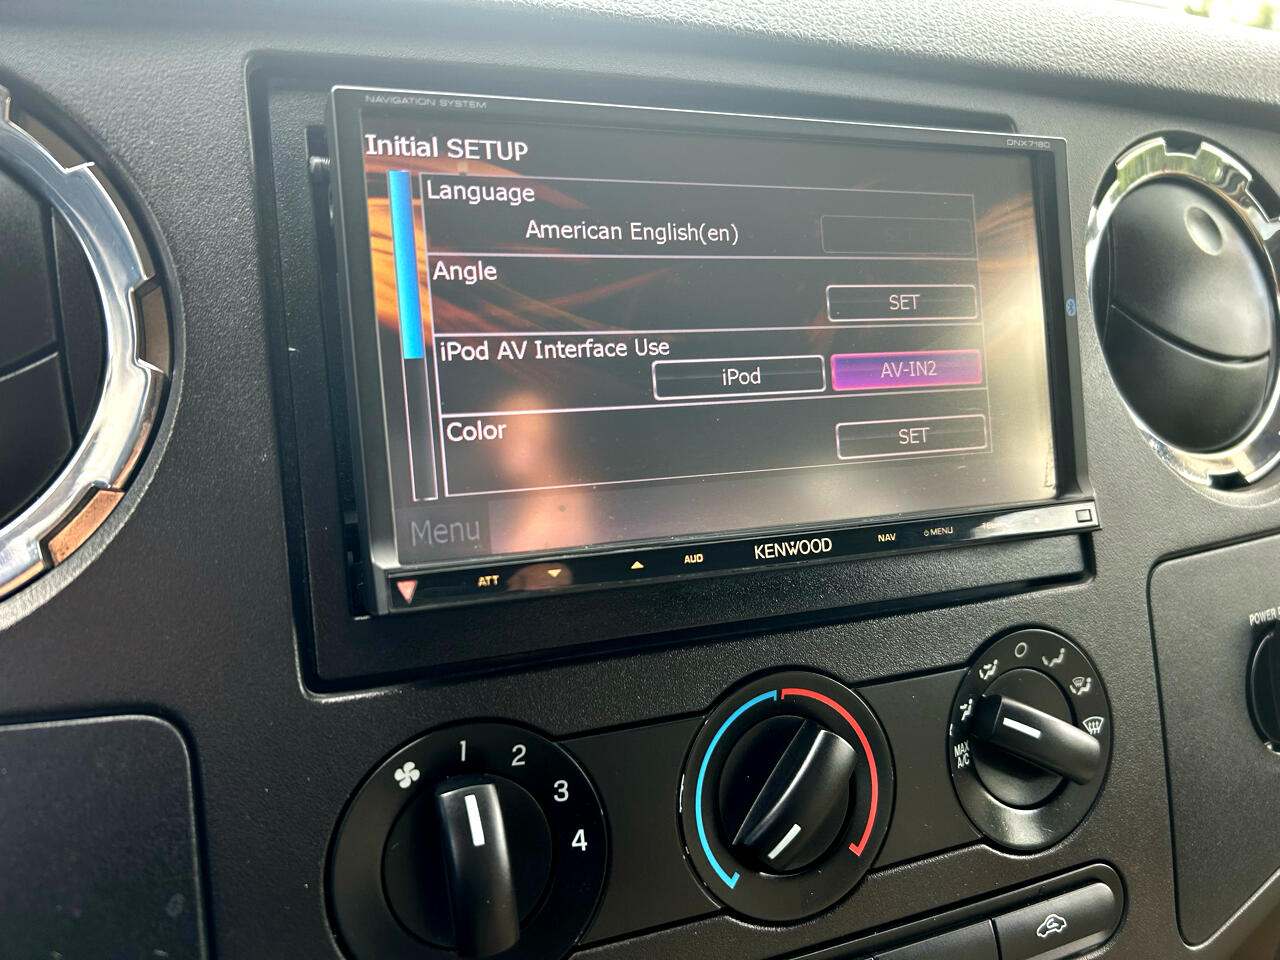 NAVIGATION SYSTEM
DNX7180
Initial SETUP
Language
American English(en)
Angle
SET
iPod AV Interface Use
iPod
AV-IN2
Color
SET
Menu
ATT
AUD
KENWOOD
NAV
MENU
1
2
3
4
MAX
A/C
POWER